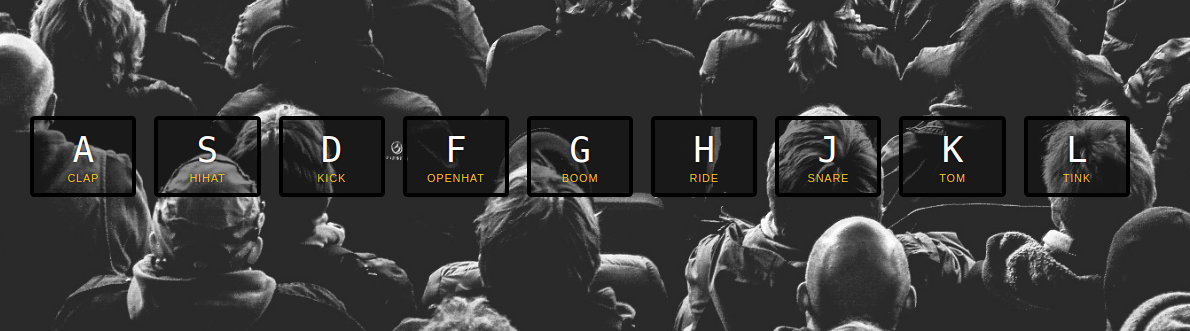 A S D F G H J K L
CLAP HIHAT KICK OPENHAT BOOM RIDE SNARE TOM TINK